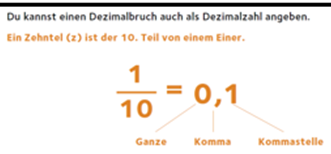 Du kannst einen Dezimalbruch auch als Dezimalzahl angeben.
Ein Zehntel (z) ist der 10. Teil von einem Einer.
1
10
= 0,1
Ganze Komma Kommastelle